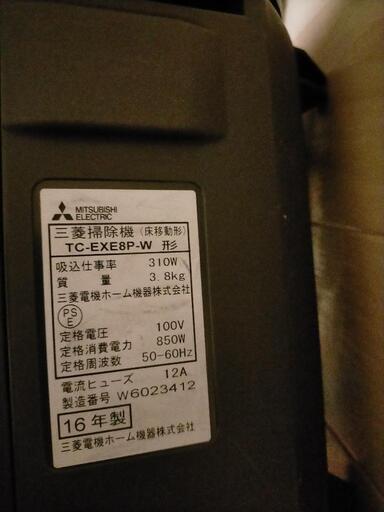 MITSUBISHI
ELECTRIC
三菱掃除機(床移動形)
TC-EXE8P-W 形
吸込仕事率 310W
質量 3.8kg
三菱電機ホーム機器株式会社
PS
E
定格電圧 100V
定格消費電力 850W
定格周波数 50-60Hz
電流ヒューズ 12A
製造番号 W6023412
16年製
三菱電機ホーム機器株式会社